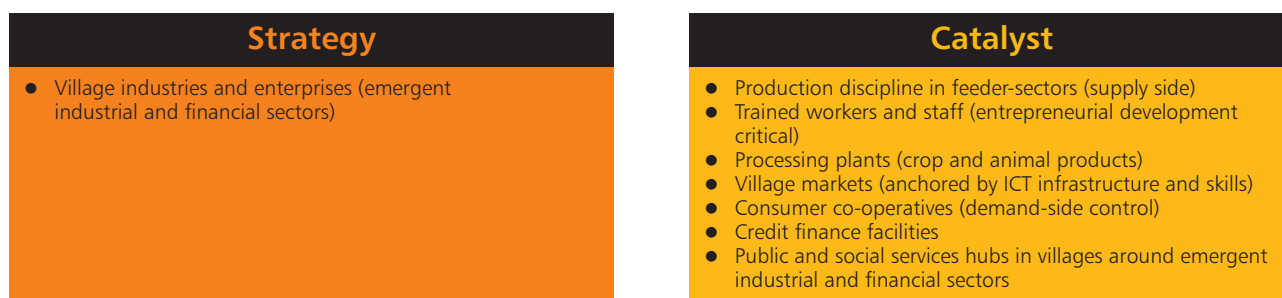 Strategy
● Village industries and enterprises (emergent
industrial and financial sectors)
Catalyst
● Production discipline in feeder-sectors (supply side)
● Trained workers and staff (entrepreneurial development
critical)
● Processing plants (crop and animal products)
● Village markets (anchored by ICT infrastructure and skills)
● Consumer co-operatives (demand-side control)
● Credit finance facilities
● Public and social services hubs in villages around emergent
industrial and financial sectors